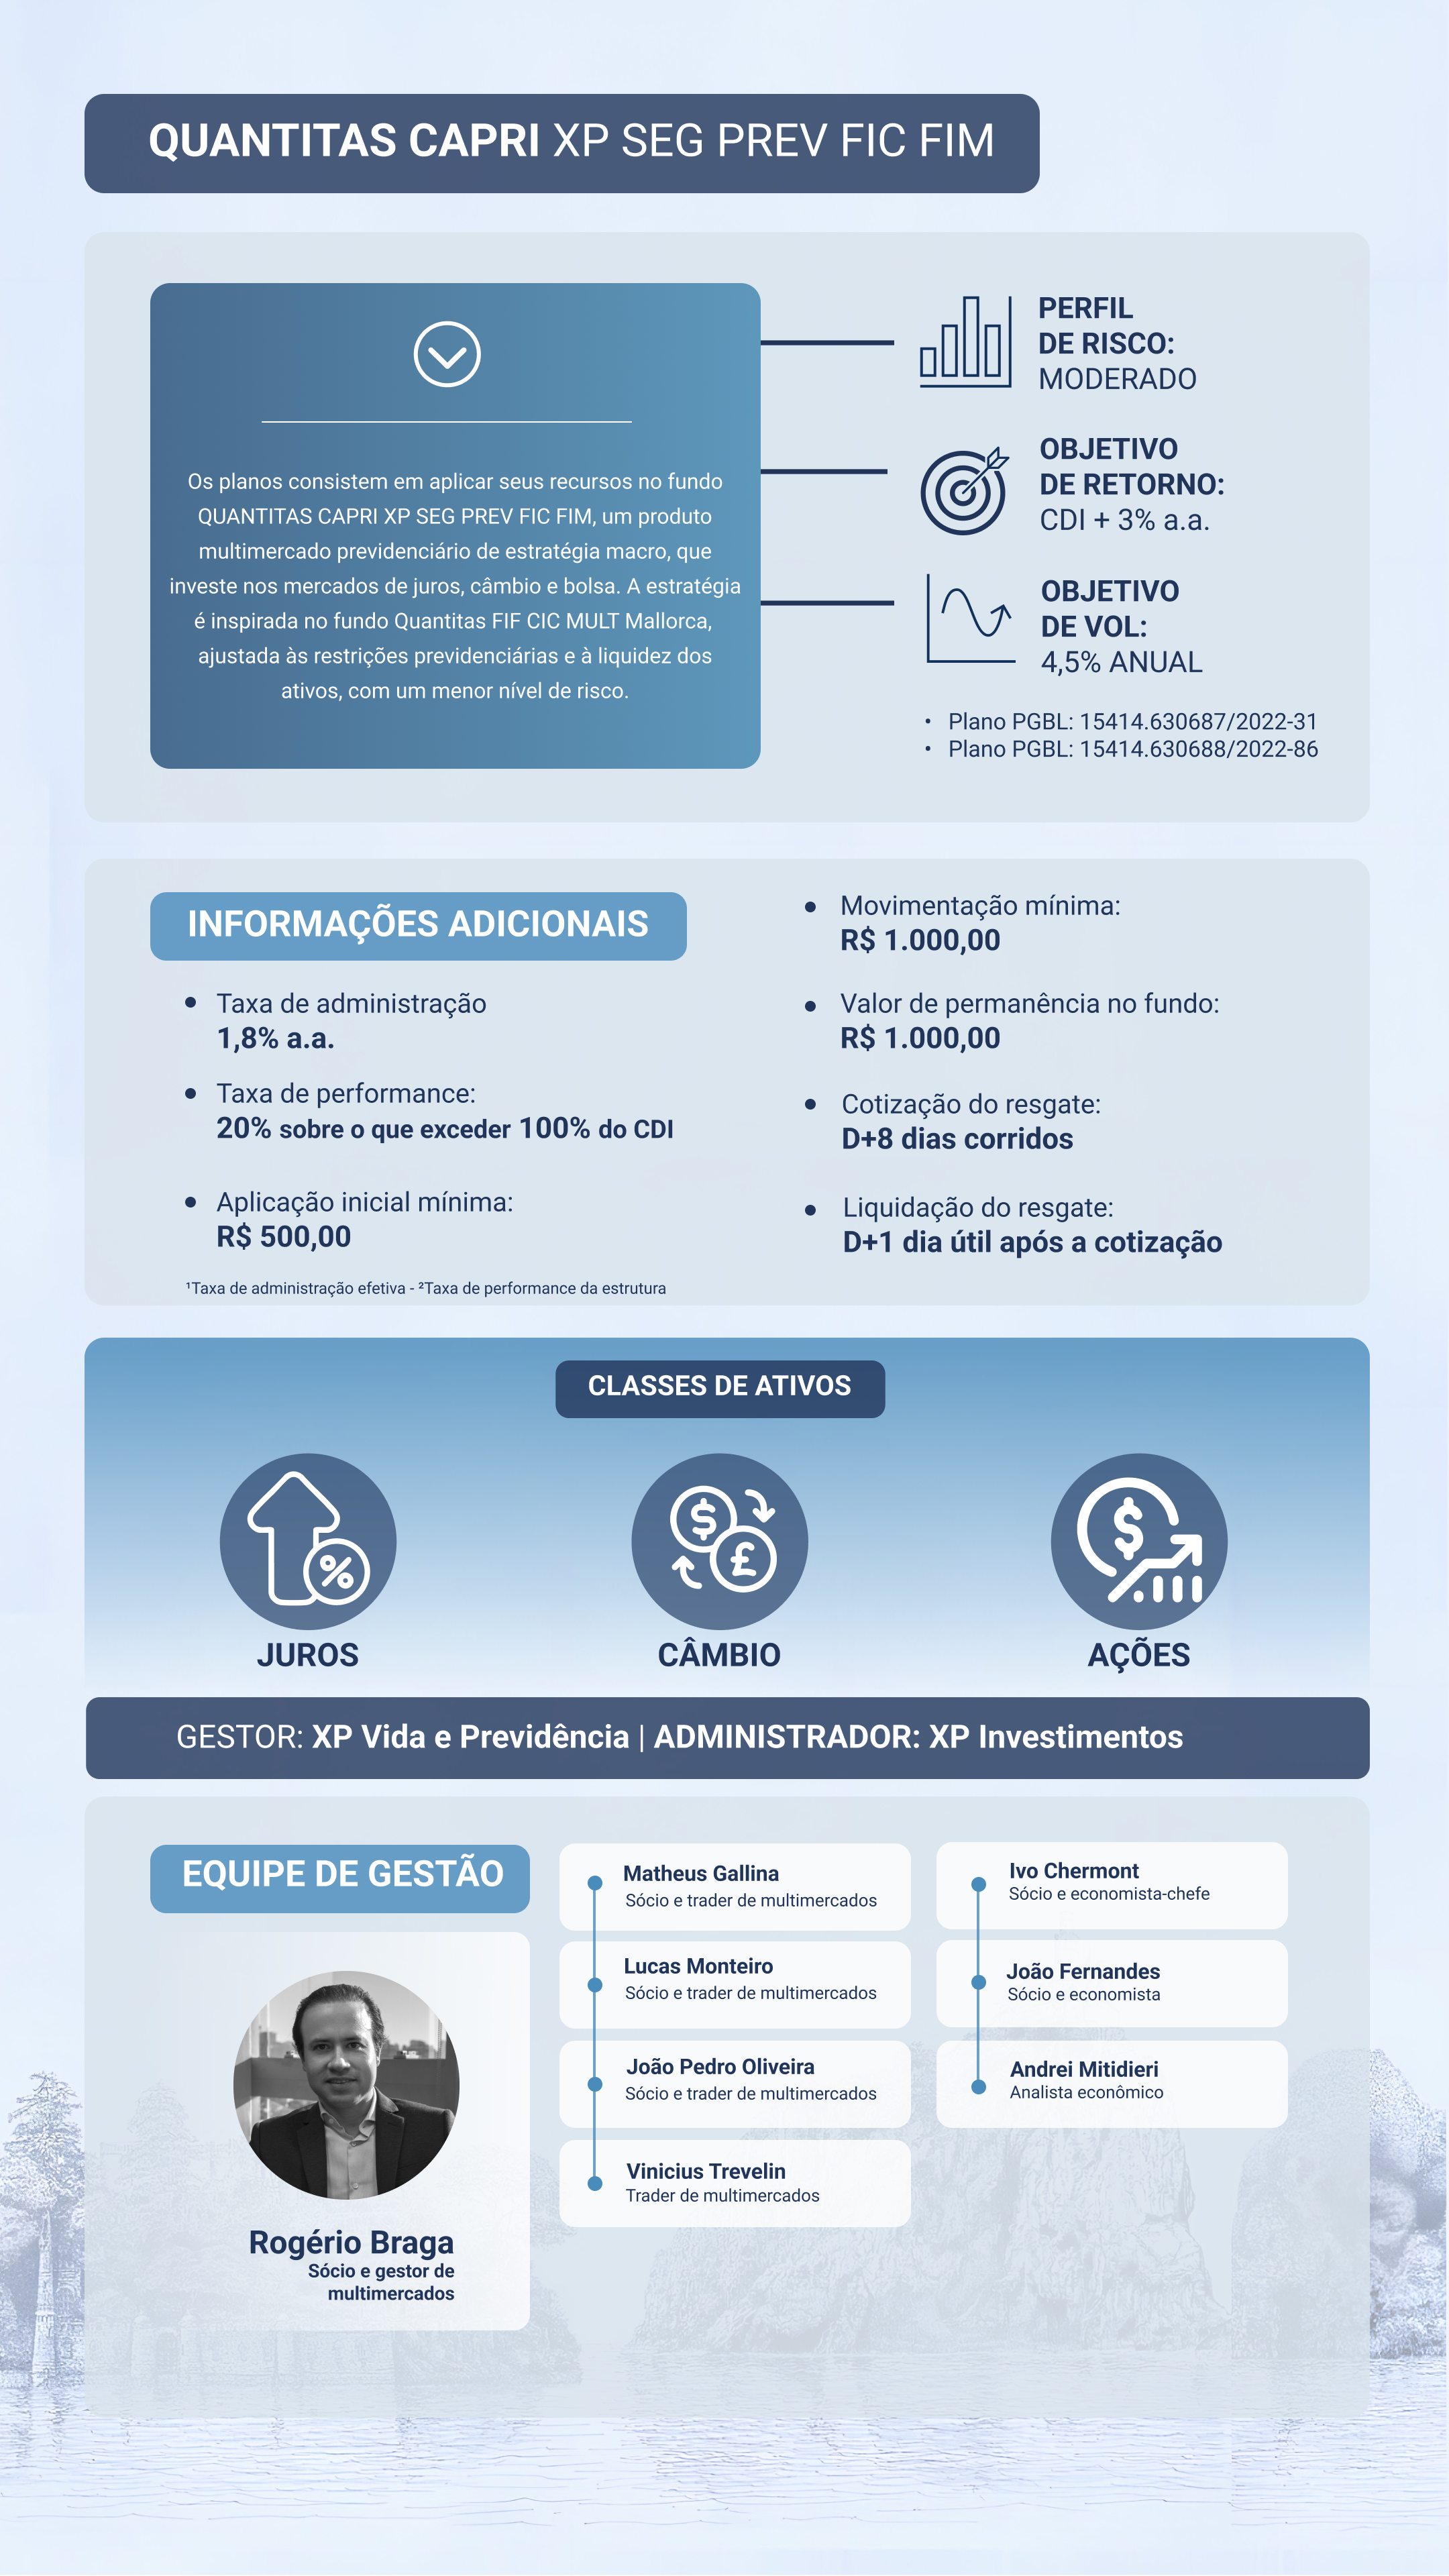 QUANTITAS CAPRI XP SEG PREV FIC FIM
Os planos consistem em aplicar seus recursos no fundo
QUANTITAS CAPRI XP SEG PREV FIC FIM, um produto
multimercado previdenciário de estratégia macro, que
investe nos mercados de juros, câmbio e bolsa. A estratégia
é inspirada no fundo Quantitas FIF CIC MULT Mallorca,
ajustada às restrições previdenciárias e à liquidez dos
ativos, com um menor nível de risco.
PERFIL
DE RISCO:
MODERADO
OBJETIVO
DE RETORNO:
CDI + 3% a.a.
OBJETIVO
DE VOL:
4,5% ANUAL
• Plano PGBL: 15414.630687/2022-31
• Plano PGBL: 15414.630688/2022-86
INFORMAÇÕES ADICIONAIS
• Taxa de administração
1,8% a.a.
• Taxa de performance:
20% sobre o que exceder 100% do CDI
• Aplicação inicial mínima:
R$ 500,00
¹Taxa de administração efetiva - ²Taxa de performance da estrutura
• Movimentação mínima:
R$ 1.000,00
• Valor de permanência no fundo:
R$ 1.000,00
• Cotização do resgate:
D+8 dias corridos
• Liquidação do resgate:
D+1 dia útil após a cotização
CLASSES DE ATIVOS
JUROS
CÂMBIO
AÇÕES
GESTOR: XP Vida e Previdência | ADMINISTRADOR: XP Investimentos
EQUIPE DE GESTÃO
Rogério Braga
Sócio e gestor de
multimercados
Matheus Gallina
Sócio e trader de multimercados
Lucas Monteiro
Sócio e trader de multimercados
João Pedro Oliveira
Sócio e trader de multimercados
Vinicius Trevelin
Trader de multimercados
Ivo Chermont
Sócio e economista-chefe
João Fernandes
Sócio e economista
Andrei Mitidieri
Analista econômico